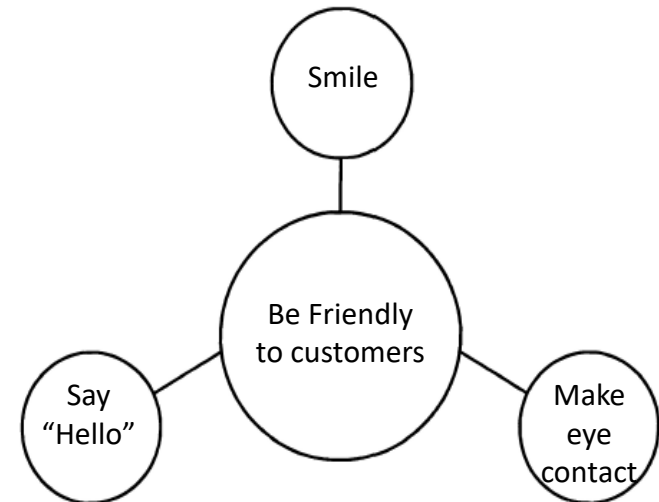 Smile
Be Friendly
to customers
Say
“Hello”
Make
eye
contact